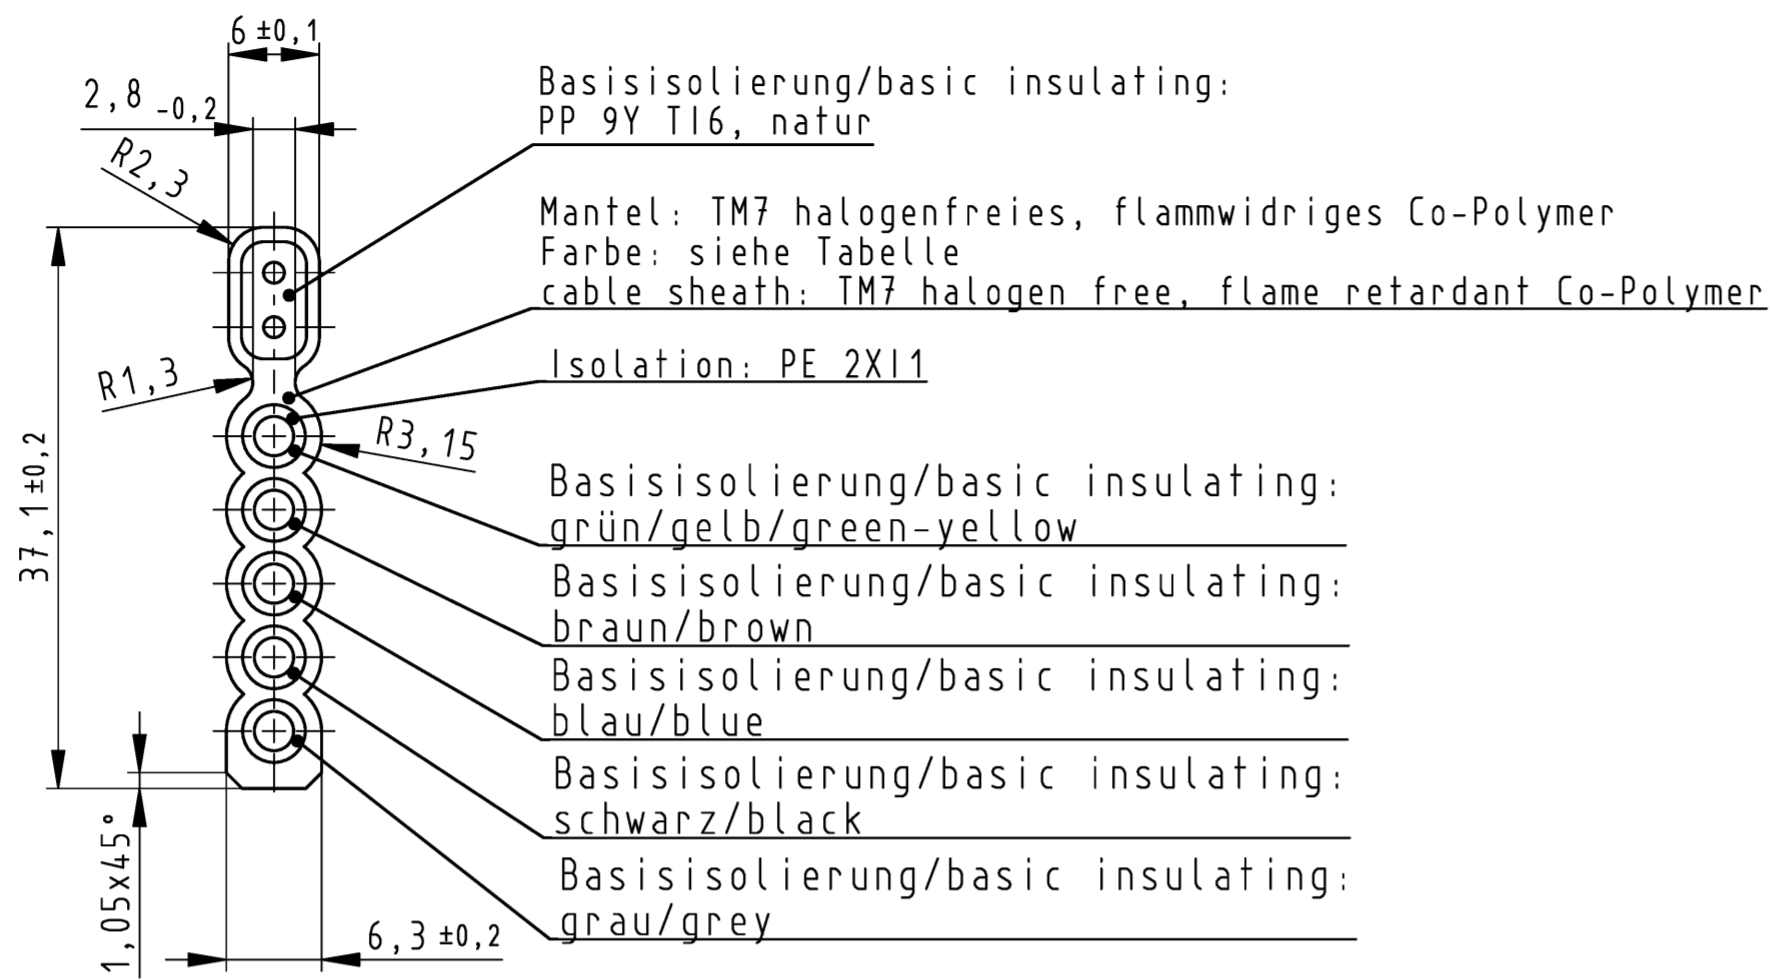 6 ±0,1
2,8 -0,2
R2,3
Basisisolierung/basic insulating:
PP 9Y TI6, natur
Mantel: TM7 halogenfreies, flammwidriges Co-Polymer
Farbe: siehe Tabelle
cable sheath: TM7 halogen free, flame retardant Co-Polymer
Isolation: PE 2XI1
R1,3
R3,15
37,1±0,2
Basisisolierung/basic insulating:
grün/gelb/green-yellow
Basisisolierung/basic insulating:
braun/brown
Basisisolierung/basic insulating:
blau/blue
Basisisolierung/basic insulating:
schwarz/black
Basisisolierung/basic insulating:
grau/grey
1,05x45°
6,3 ±0,2